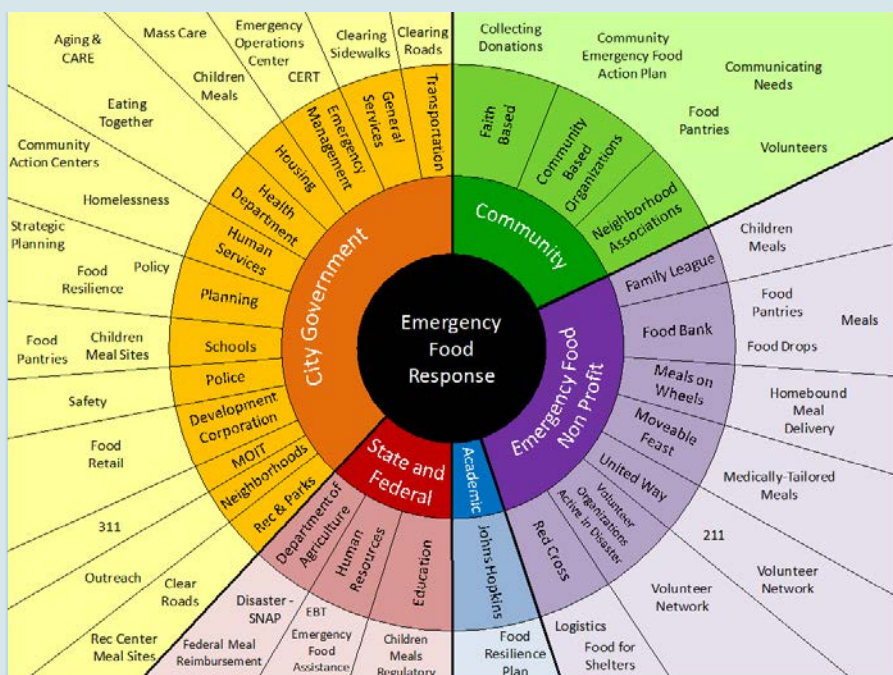 Emergency
Food
Response
City Government
Community
Emergency Food
Non Profit
Academic
State and
Federal
Transportation
General
Services
Emergency
Management
Housing
Health
Department
Human
Services
Planning
Schools
Police
Development
Corporation
MOIT
Neighborhoods
Rec & Parks
Faith
Based
Community
Based
Organizations
Neighborhood
Associations
Family League
Food Bank
Meals on
Wheels
Moveable
Feast
United Way
Volunteer
Organizations
Active in Disaster
Red Cross
Johns Hopkins
Education
Human
Resources
Department of
Agriculture
Clearing
Roads
Clearing
Sidewalks
Emergency
Operations
Center
CERT
Mass Care
Children
Meals
Aging &
CARE
Eating
Together
Community
Action Centers
Homelessness
Strategic
Planning
Policy
Food
Resilience
Food
Pantries
Children
Meal Sites
Safety
Food
Retail
311
Outreach
Clear
Roads
Rec Center
Meal Sites
Collecting
Donations
Community
Emergency Food
Action Plan
Communicating
Needs
Food
Pantries
Volunteers
Children
Meals
Food
Pantries
Meals
Food Drops
Homebound
Meal
Delivery
Medically-Tailored
Meals
211
Volunteer
Network
Volunteer
Network
Logistics
Food for
Shelters
Food
Resilience
Plan
Children
Meals
Regulatory
EBT
Emergency
Food
Assistance
Disaster -
SNAP
Federal Meal
Reimbursement